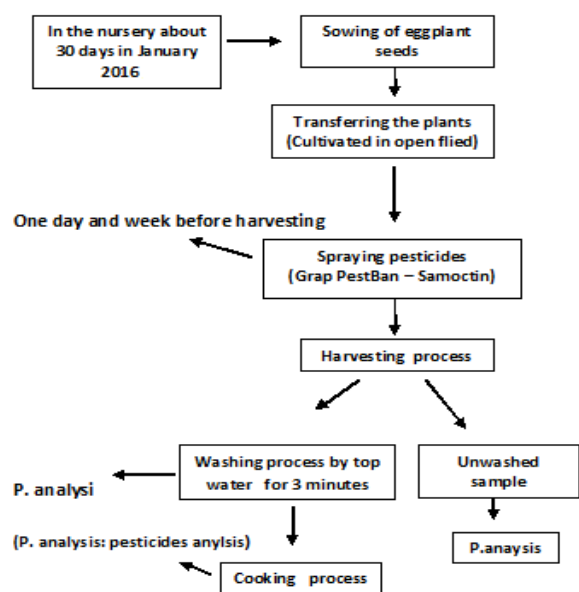 In the nursery about
30 days in January
2016
Sowing of eggplant
seeds
Transferring the plants
(Cultivated in open flied)
One day and week before harvesting
Spraying pesticides
(Grap PestBan – Samoctin)
Harvesting process
Washing process by top
water for 3 minutes
Unwashed
sample
P. analysi
P.anaysis
(P. analysis: pesticides anylsis)
Cooking process